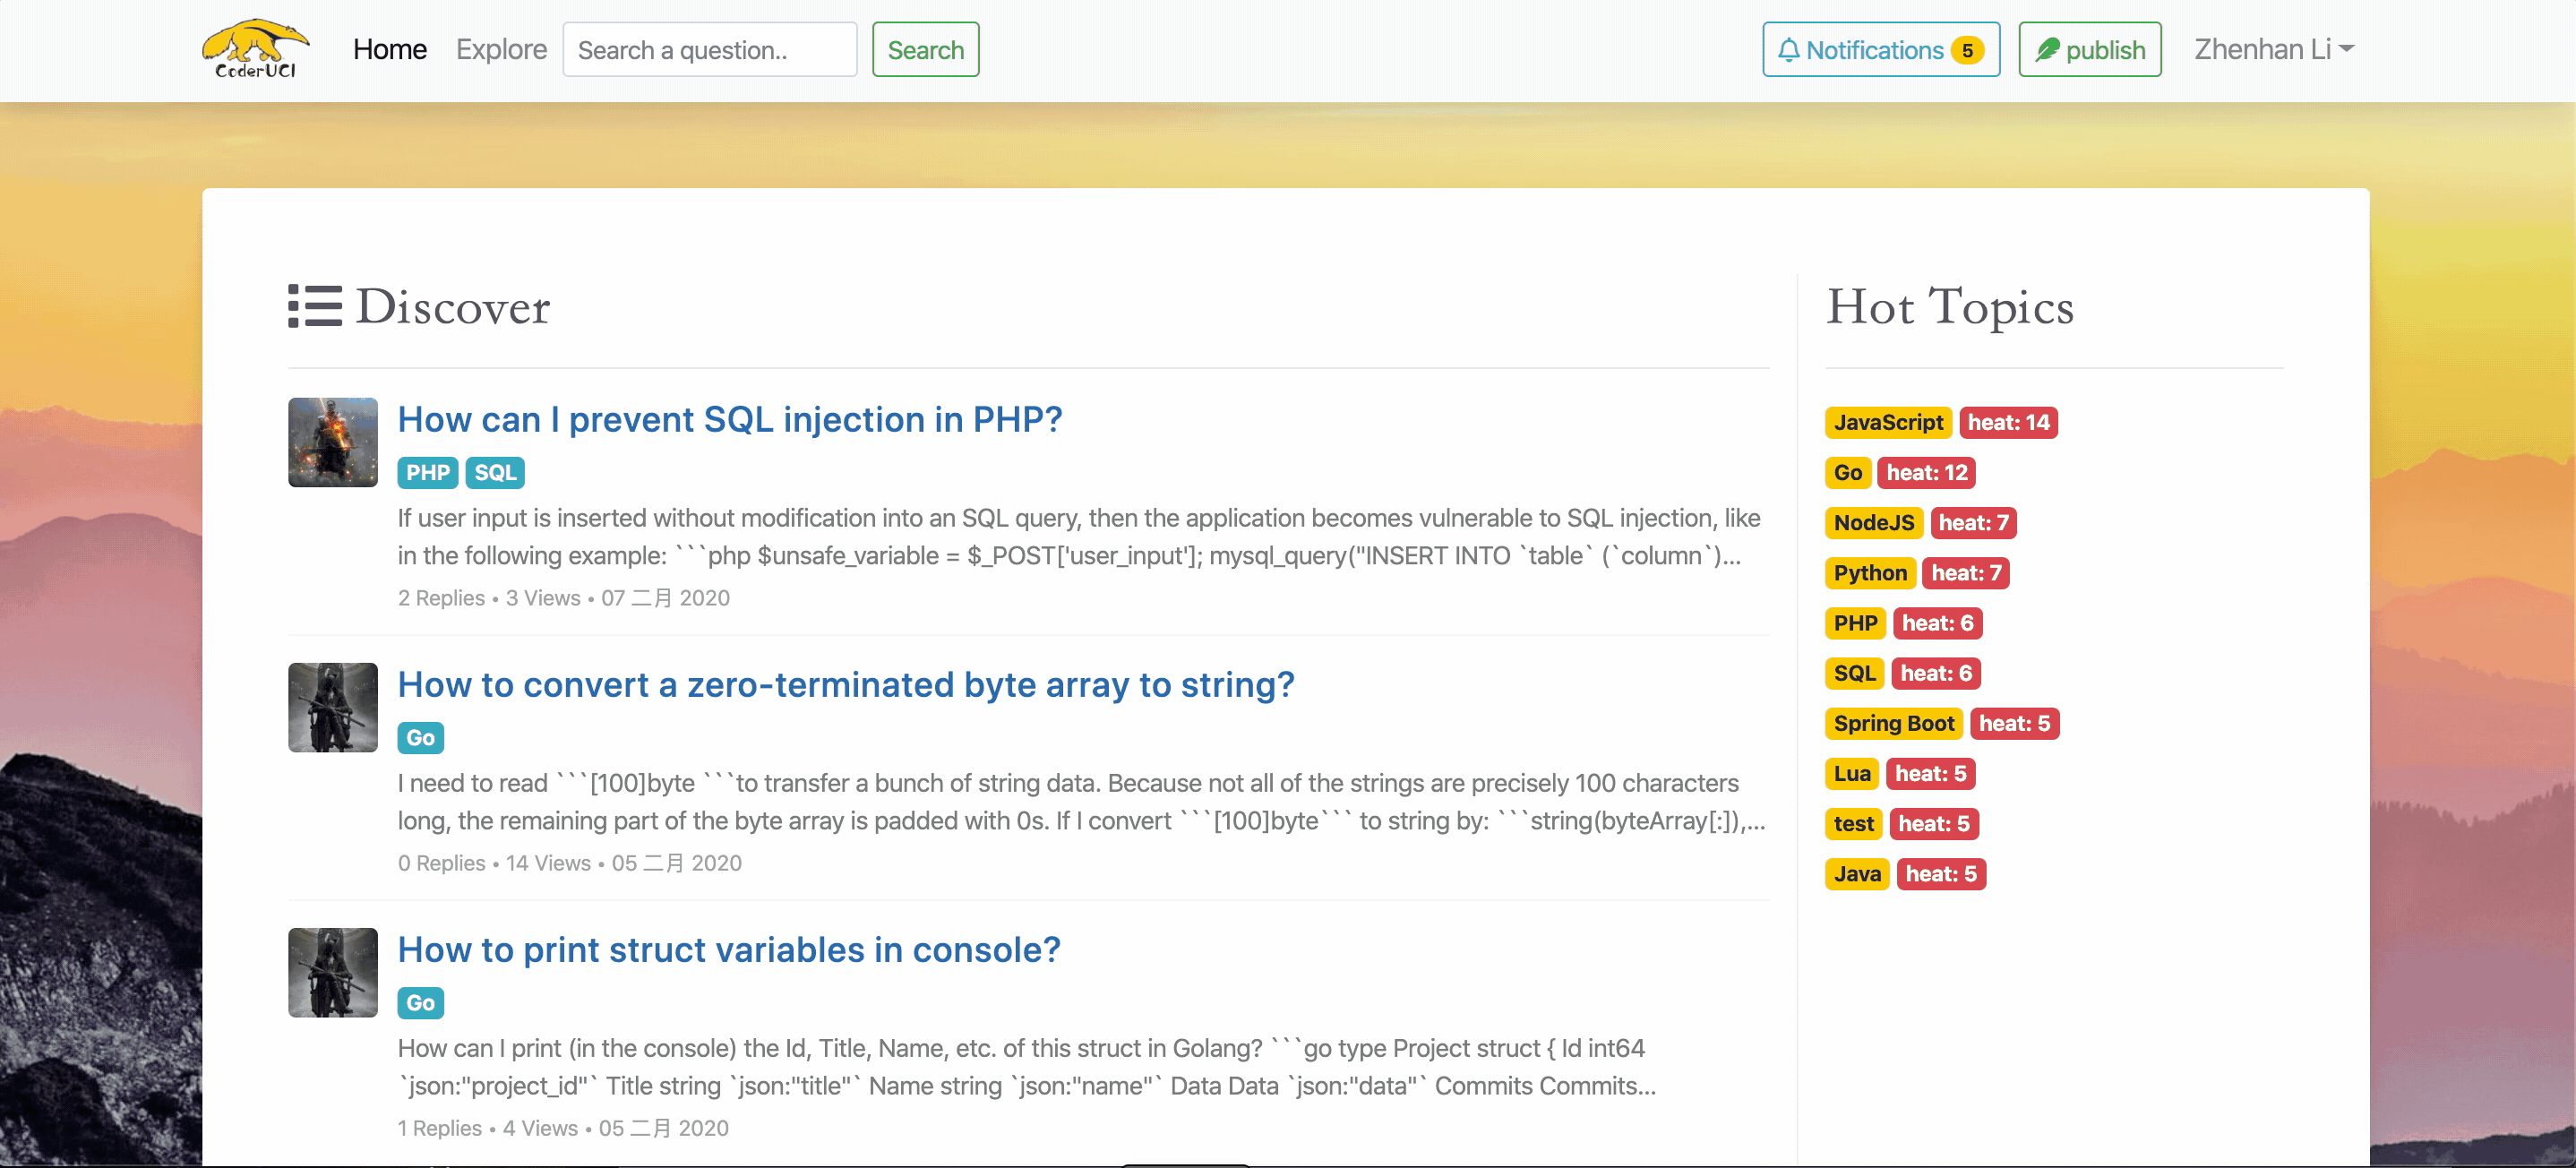 CoderUCI
Home
Explore
Search a question..
Search
Notifications 5
publish
Zhenhan Li
Discover
How can I prevent SQL injection in PHP?
PHP SQL
If user input is inserted without modification into an SQL query, then the application becomes vulnerable to SQL injection, like
in the following example: ```php $unsafe_variable = $_POST['user_input']; mysql_query("INSERT INTO `table` (`column`)...
2 Replies • 3 Views • 07 二月 2020
How to convert a zero-terminated byte array to string?
Go
I need to read ```[100]byte ```to transfer a bunch of string data. Because not all of the strings are precisely 100 characters
long, the remaining part of the byte array is padded with 0s. If I convert ```[100]byte``` to string by: ```string(byteArray[:]),...
0 Replies • 14 Views • 05 二月 2020
How to print struct variables in console?
Go
How can I print (in the console) the Id, Title, Name, etc. of this struct in Golang? ```go type Project struct { Id int64
`json:"project_id"` Title string `json:"title"` Name string `json:"name"` Data Data `json:"data"` Commits Commits...
1 Replies • 4 Views • 05 二月 2020
Hot Topics
JavaScript heat: 14
Go heat: 12
NodeJS heat: 7
Python heat: 7
PHP heat: 6
SQL heat: 6
Spring Boot heat: 5
Lua heat: 5
test heat: 5
Java heat: 5